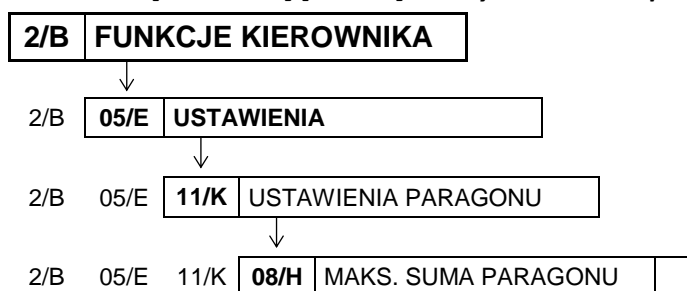 2/B FUNKCJE KIEROWNIKA
2/B 05/E USTAWIENIA
2/B 05/E 11/K USTAWIENIA PARAGONU
2/B 05/E 11/K 08/H MAKS. SUMA PARAGONU